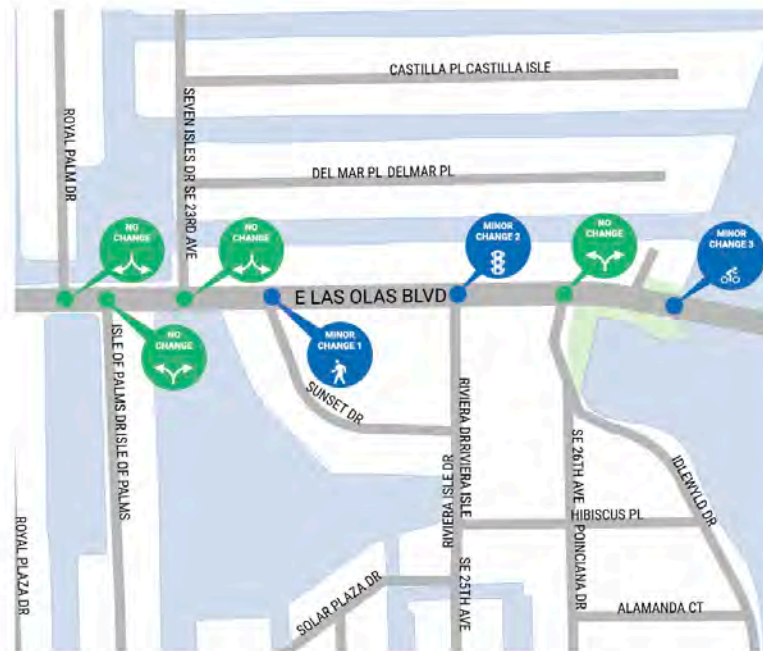 CASTILLA PL CASTILLA ISLE
ROYAL PALM DR
SEVEN ISLES DR SE 23RD AVE
DEL MAR PL DELMAR PL
NO
CHANGE
NO
CHANGE
MINOR
CHANGE 2
NO
CHANGE
MINOR
CHANGE 3
E LAS OLAS BLVD
NO
CHANGE
MINOR
CHANGE 1
ISLE OF PALMS DR ISLE OF PALMS
SUNSET DR
RIVIERA ISLE DR
RIVIERA DRRIVIERA ISLE
SE 26TH AVE
IDLEWYLD DR
HIBISCUS PL
ROYAL PLAZA DR
SOLAR PLAZA DR
SE 25TH AVE
POINCIANA DR
ALAMANDA CT